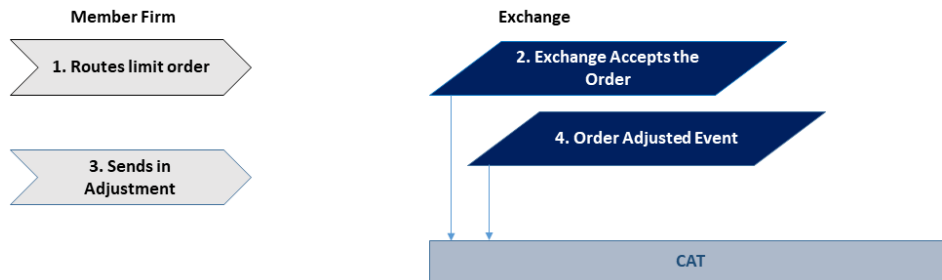 Member Firm
Exchange
1. Routes limit order
2. Exchange Accepts the
Order
3. Sends in
Adjustment
4. Order Adjusted Event
CAT